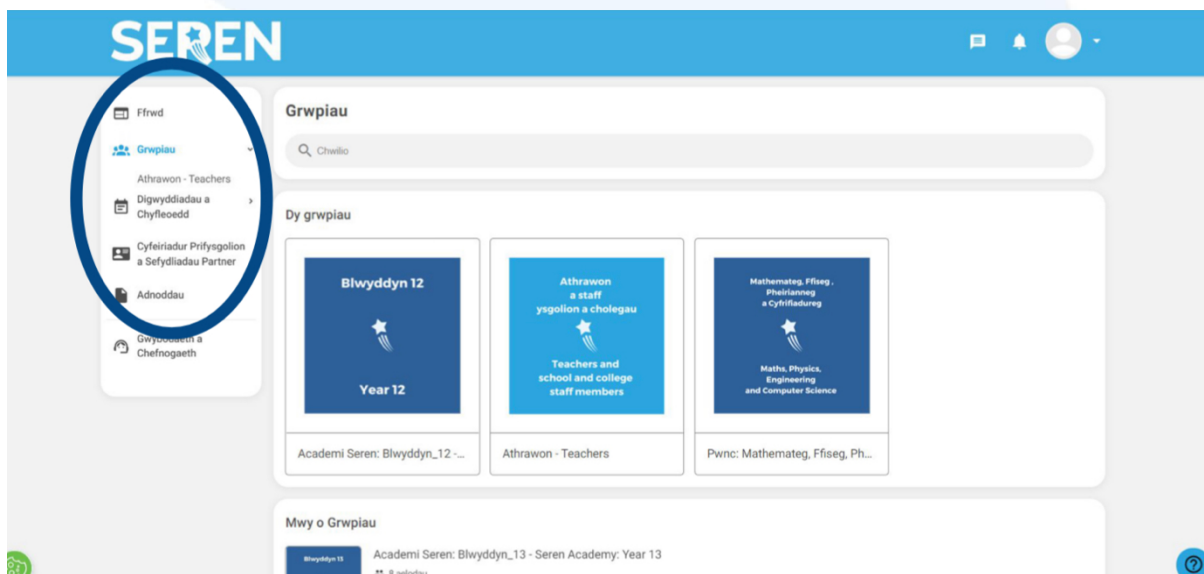 SEREN
Ffrwd
Grwpiau
Athrawon - Teachers
Digwyddiadau a
Chyfleoedd
Cyfeiriadur Prifysgolion
a Sefydliadau Partner
Adnoddau
Gwybodaeth a
Chefnogaeth
Grwpiau
Chwilio
Dy grwpiau
Blwyddyn 12
Year 12
Academi Seren: Blwyddyn_12 -...
Athrawon
a staff
ysgolion a cholegau
Teachers and
school and college
staff members
Athrawon - Teachers
Mathemateg, Ffiseg,
Pheirianneg
a Cyfrifiadureg
Maths, Physics,
Engineering
and Computer Science
Pwnc: Mathemateg, Ffiseg, Ph...
Mwy o Grwpiau
Blwyddyn 13
Academi Seren: Blwyddyn_13 - Seren Academy: Year 13
8 aelodau